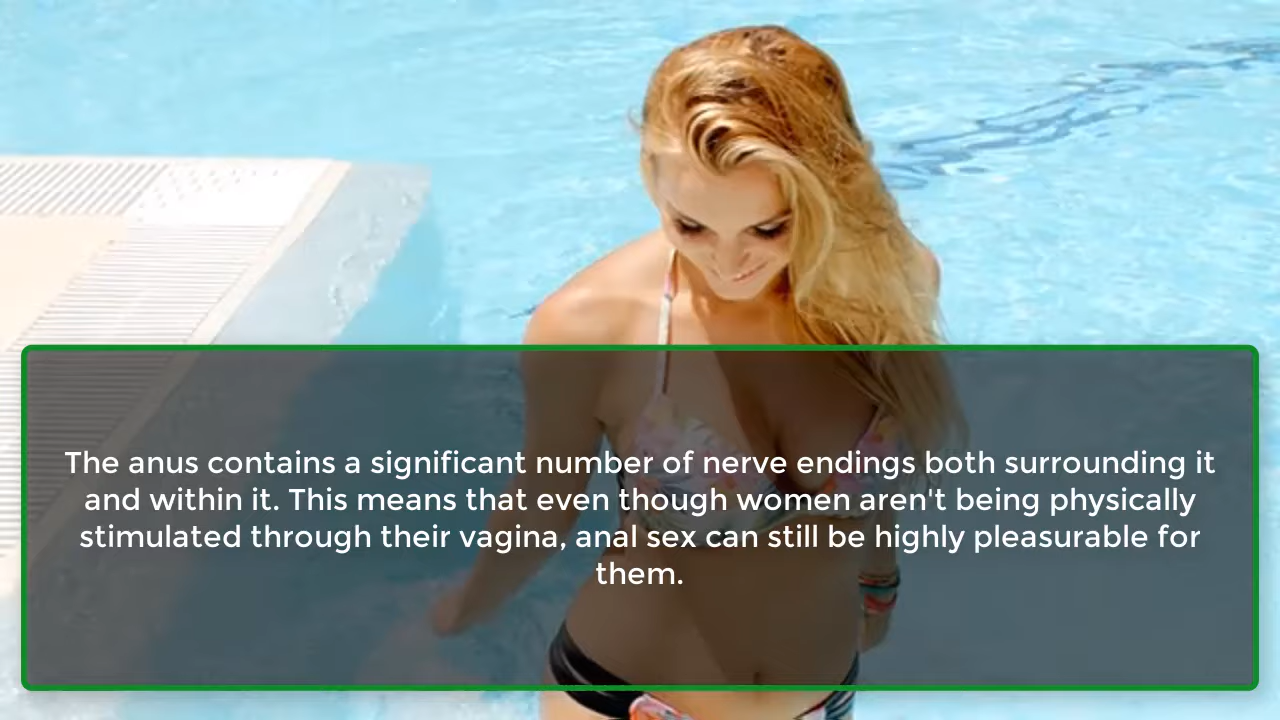 The anus contains a significant number of nerve endings both surrounding it
and within it. This means that even though women aren't being physically
stimulated through their vagina, anal sex can still be highly pleasurable for
them.